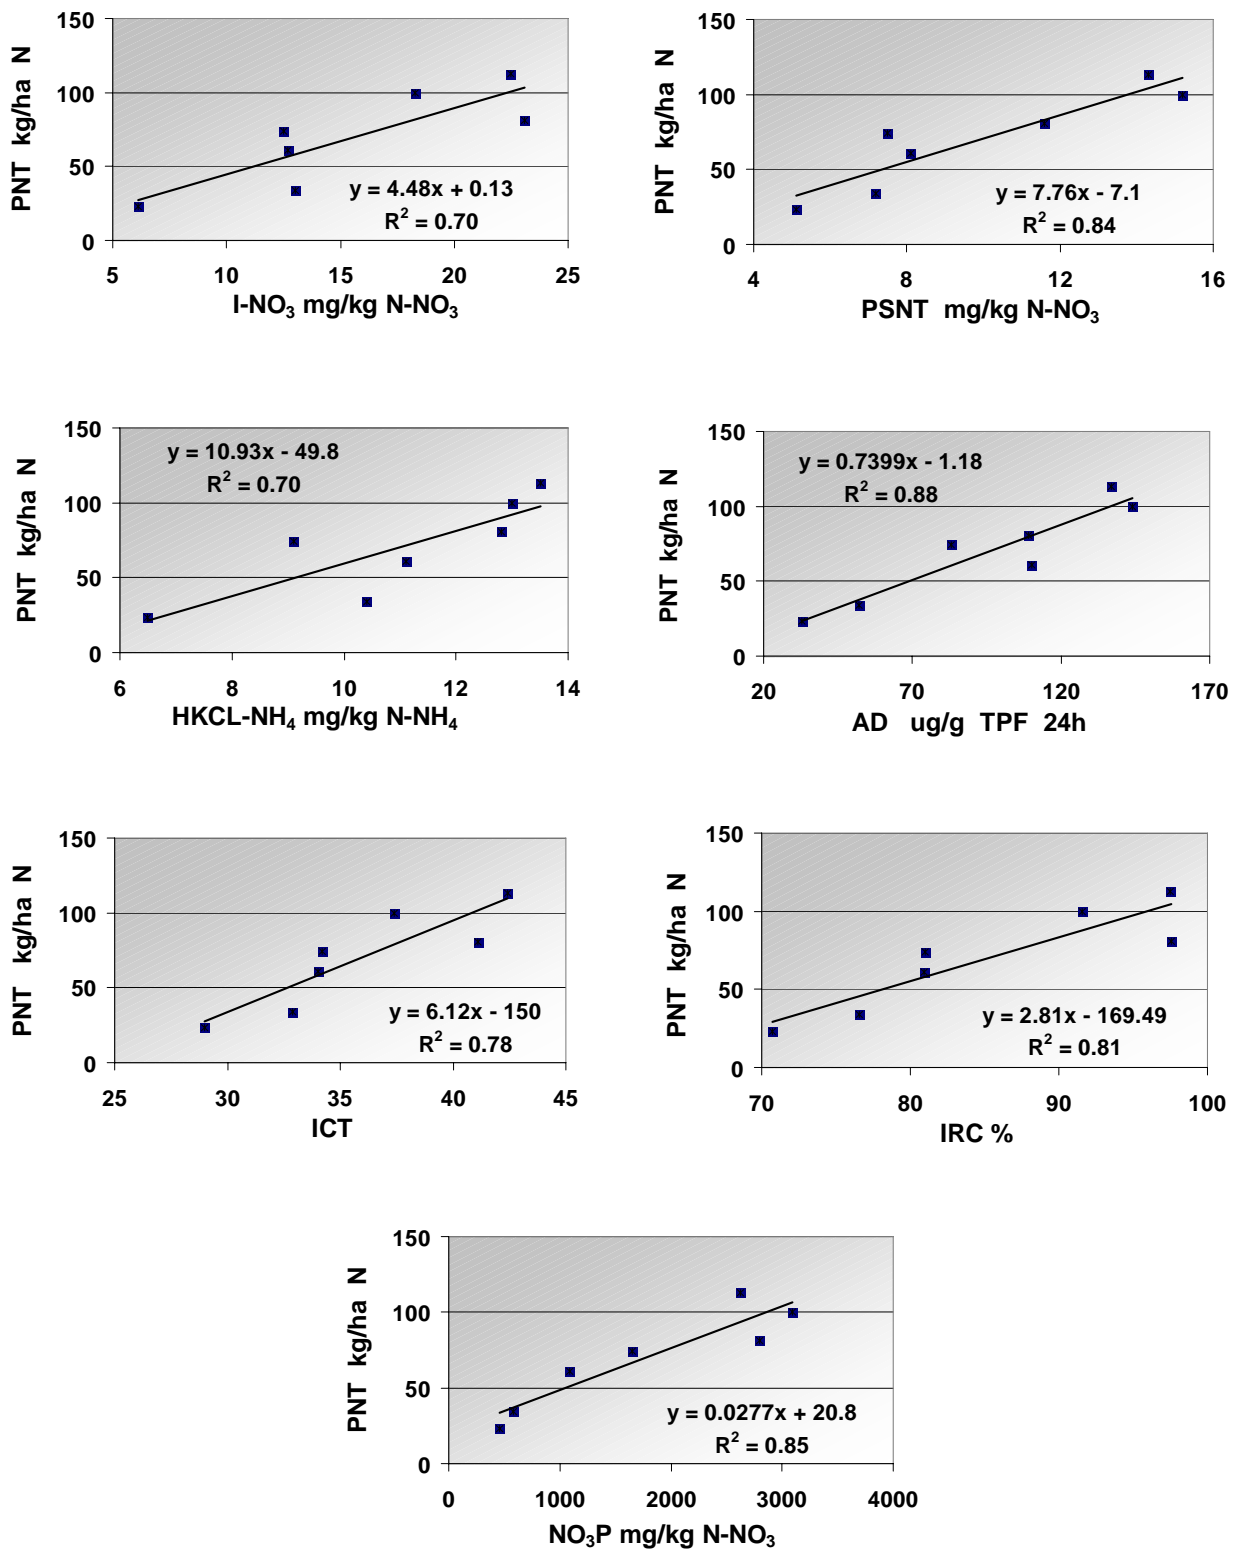 PNT kg/ha N
150
100
50
0
y = 4.48x + 0.13
R² = 0.70
5 10 15 20 25
I-NO₃ mg/kg N-NO₃
PNT kg/ha N
150
100
50
0
y = 7.76x - 7.1
R² = 0.84
4 8 12 16
PSNT mg/kg N-NO₃
PNT kg/ha N
150
100
50
0
y = 10.93x - 49.8
R² = 0.70
6 8 10 12 14
HKCL-NH₄ mg/kg N-NH₄
PNT kg/ha N
150
100
50
0
y = 0.7399x - 1.18
R² = 0.88
20 70 120 170
AD ug/g TPF 24h
PNT kg/ha N
150
100
50
0
y = 6.12x - 150
R² = 0.78
25 30 35 40 45
ICT
PNT kg/ha N
150
100
50
0
y = 2.81x - 169.49
R² = 0.81
70 80 90 100
IRC %
PNT kg/ha N
150
100
50
0
y = 0.0277x + 20.8
R² = 0.85
0 1000 2000 3000 4000
NO₃P mg/kg N-NO₃